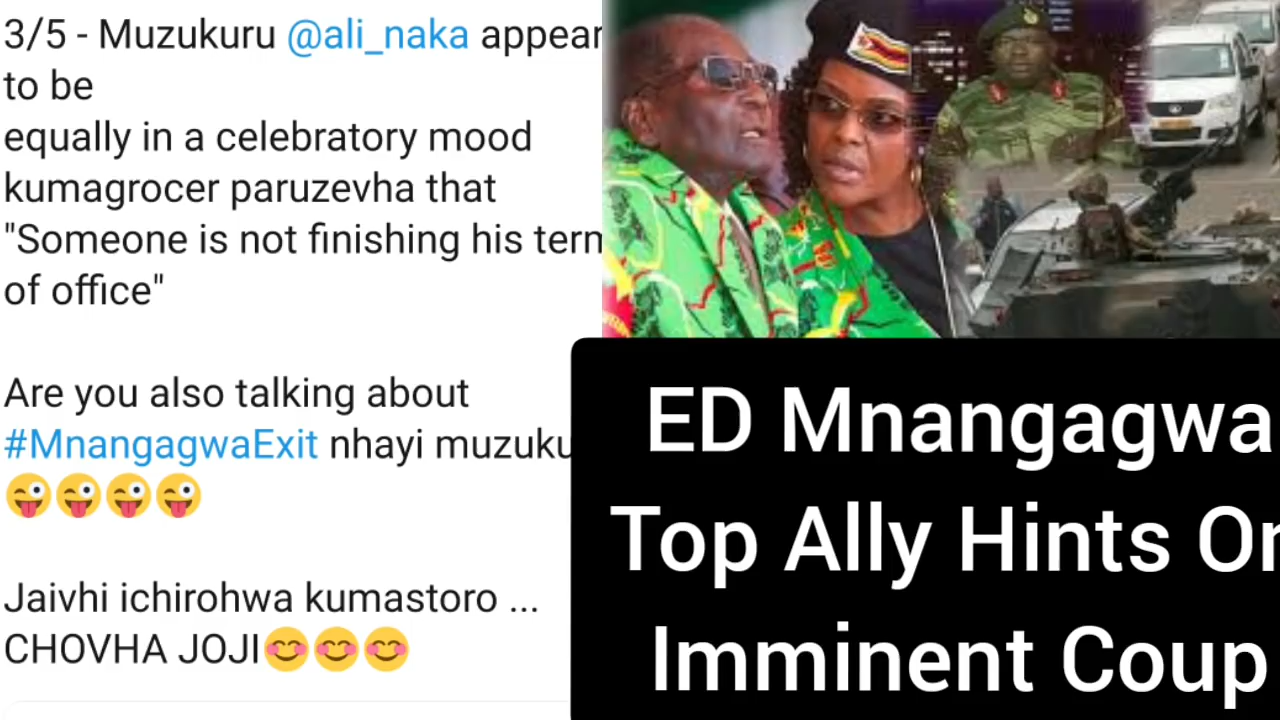 3/5 - Muzukuru @ali_naka appear
to be
equally in a celebratory mood
kumagrocer paruzevha that
"Someone is not finishing his term
of office"
Are you also talking about
#MnangagwaExit nhayi muzuku
😜😜😜😜
Jaivhi ichirohwa kumastoro ...
CHOVHA JOJI😊😊😊
ED Mnangagwa
Top Ally Hints On
Imminent Coup